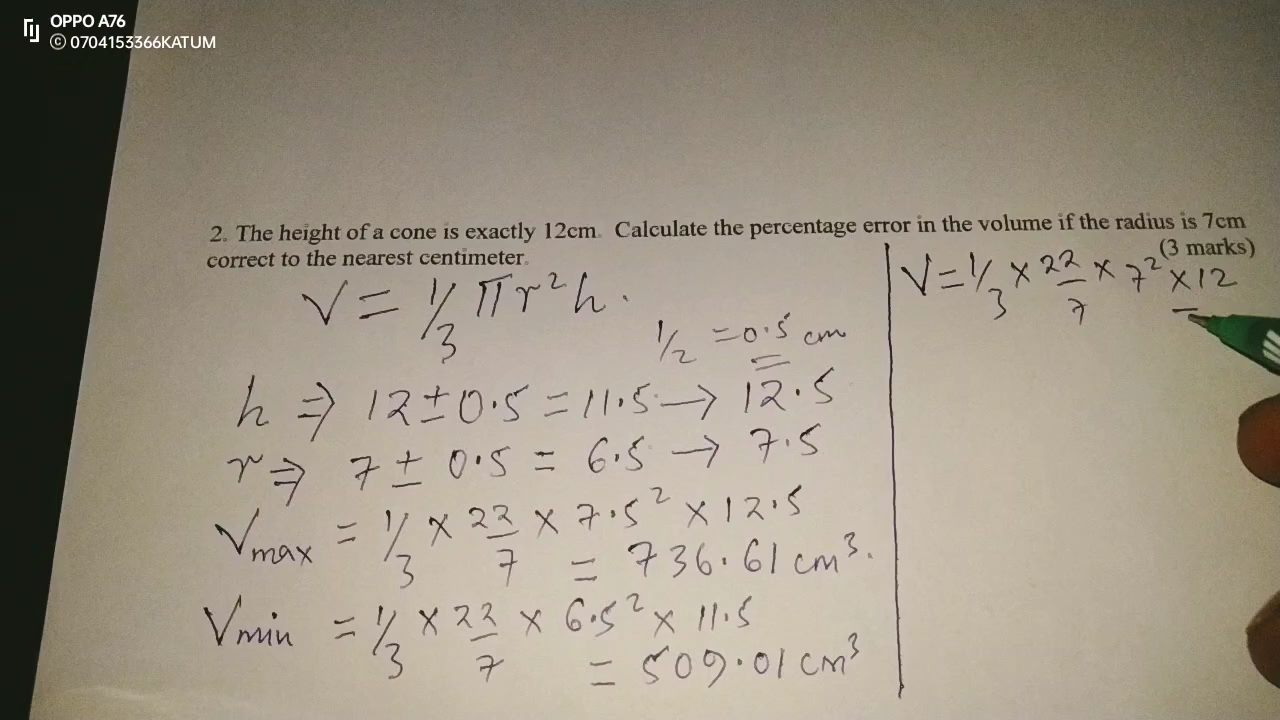 OPPO A76
© 0704153366KATUM
2. The height of a cone is exactly 12cm. Calculate the percentage error in the volume if the radius is 7cm
correct to the nearest centimeter.
(3 marks)
V = 1/3 πr²h.
1/2 = 0.5 cm
h ⇒ 12 ± 0.5 = 11.5 → 12.5
r ⇒ 7 ± 0.5 = 6.5 → 7.5
Vmax = 1/3 × 22/7 × 7.5² × 12.5
= 736.61 cm³.
Vmin = 1/3 × 22/7 × 6.5² × 11.5
= 509.01 cm³
V = 1/3 × 22/7 × 7² × 12